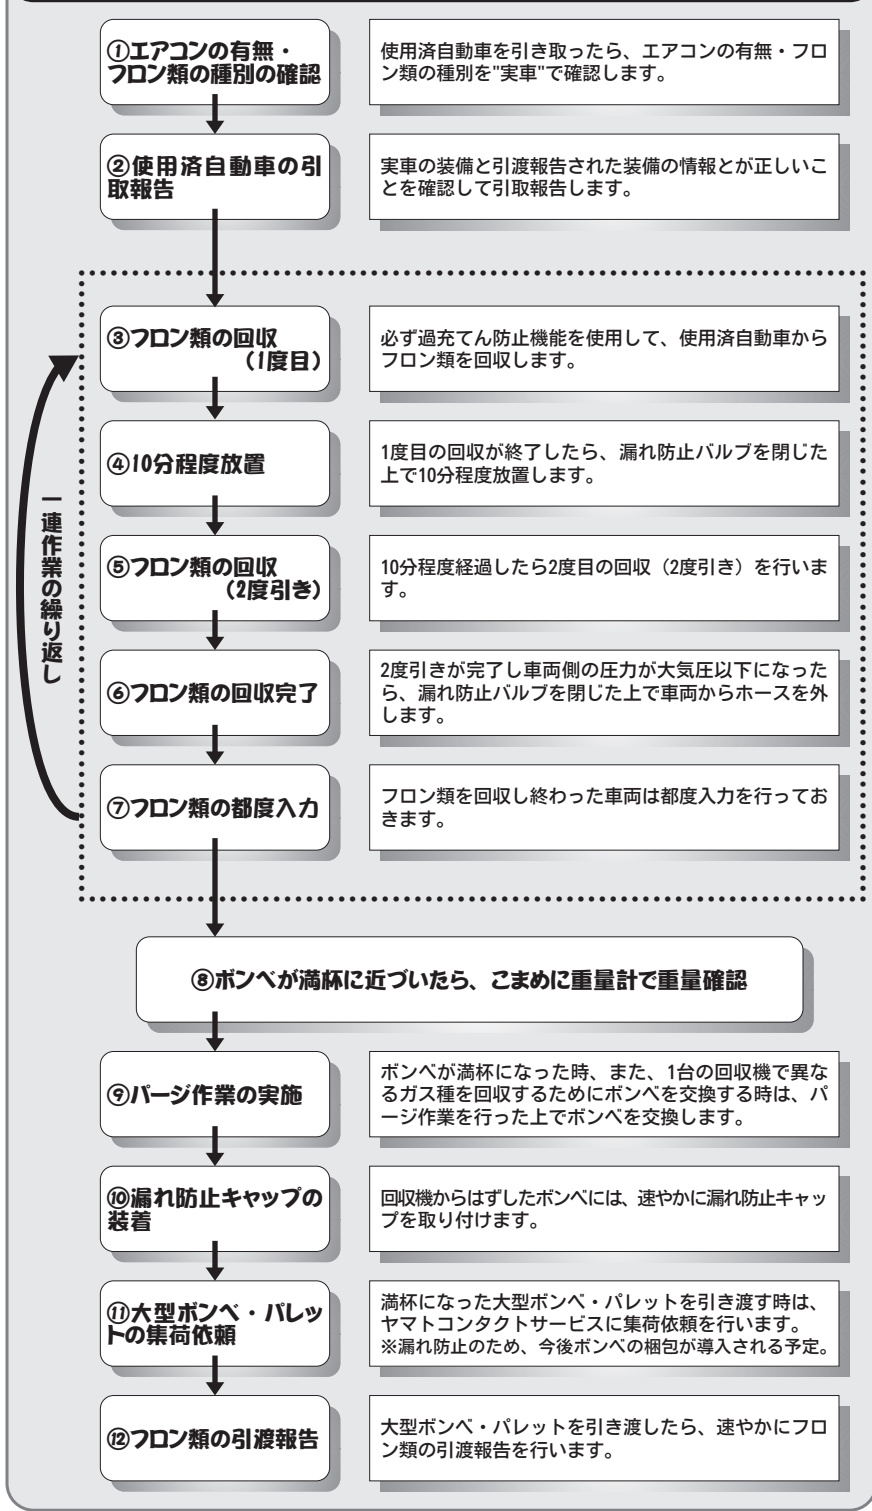 ①エアコンの有無・
フロン類の種別の確認
使用済自動車を引き取ったら、エアコンの有無・フロ
ン類の種別を"実車"で確認します。
②使用済自動車の引
取報告
実車の装備と引渡報告された装備の情報とが正しいこ
とを確認して引取報告します。
③フロン類の回収
(1度目)
必ず過充てん防止機能を使用して、使用済自動車から
フロン類を回収します。
④10分程度放置
1度目の回収が終了したら、漏れ防止バルブを閉じた
上で10分程度放置します。
⑤フロン類の回収
(2度引き)
10分程度経過したら2度目の回収（2度引き）を行いま
す。
⑥フロン類の回収完了
2度引きが完了し車両側の圧力が大気圧以下になった
ら、漏れ防止バルブを閉じた上で車両からホースを外
します。
⑦フロン類の都度入力
フロン類を回収し終わった車両は都度入力を行ってお
きます。
一連作業の繰り返し
⑧ボンベが満杯に近づいたら、こまめに重量計で重量確認
⑨パージ作業の実施
ボンベが満杯になった時、また、1台の回収機で異な
るガス種を回収するためにボンベを交換する時は、パ
ージ作業を行った上でボンベを交換します。
⑩漏れ防止キャップの
装着
回収機からはずしたボンベには、速やかに漏れ防止キャッ
プを取り付けます。
⑪大型ボンベ・パレッ
トの集荷依頼
満杯になった大型ボンベ・パレットを引き渡す時は、
ヤマトコンタクトサービスに集荷依頼を行います。
※漏れ防止のため、今後ボンベの梱包が導入される予定。
⑫フロン類の引渡報告
大型ボンベ・パレットを引き渡したら、速やかにフロ
ン類の引渡報告を行います。